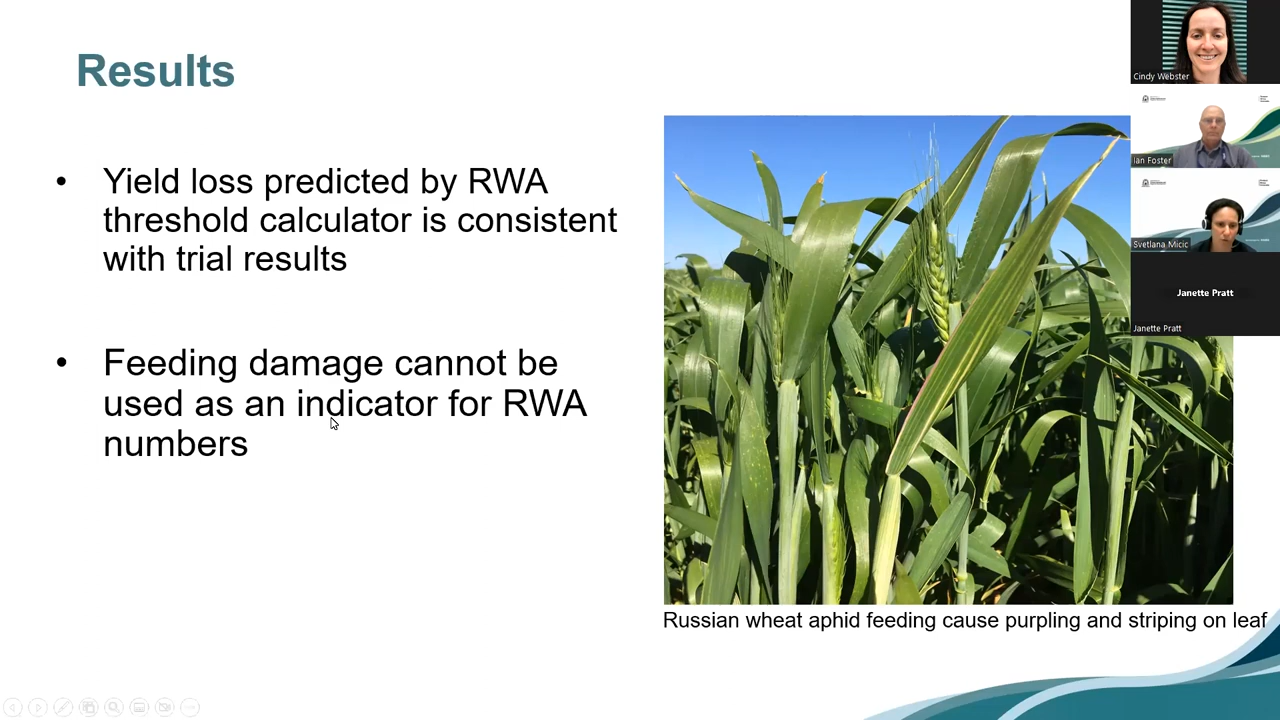 Results
• Yield loss predicted by RWA
threshold calculator is consistent
with trial results
• Feeding damage cannot be
used as an indicator for RWA
numbers
Russian wheat aphid feeding cause purpling and striping on leaf
Cindy Webster
Ian Foster
Svetlana Micic
Janette Pratt
Janette Pratt